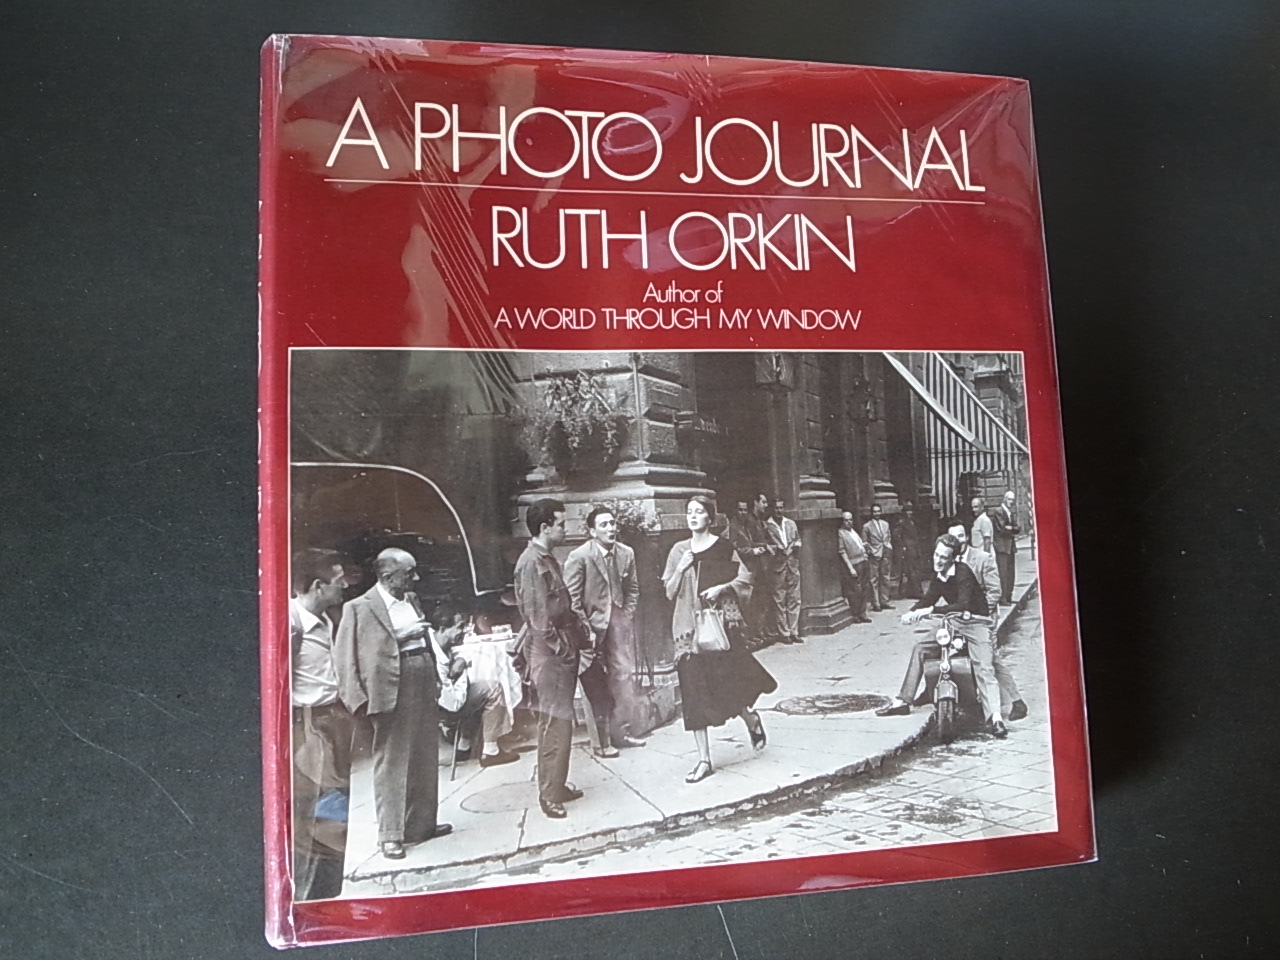 A PHOTO JOURNAL
RUTH ORKIN
Author of
A WORLD THROUGH MY WINDOW